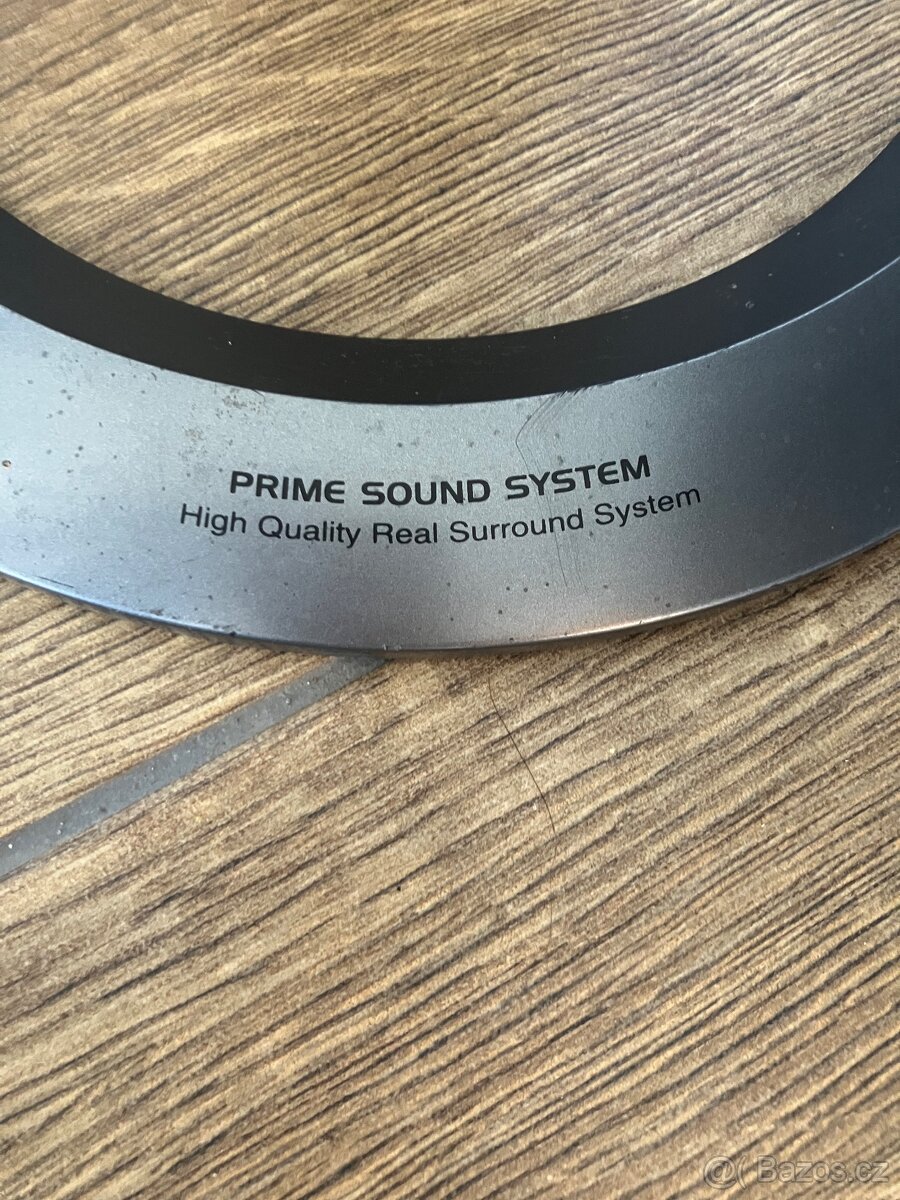 PRIME SOUND SYSTEM
High Quality Real Surround System
@( Bazos.cz